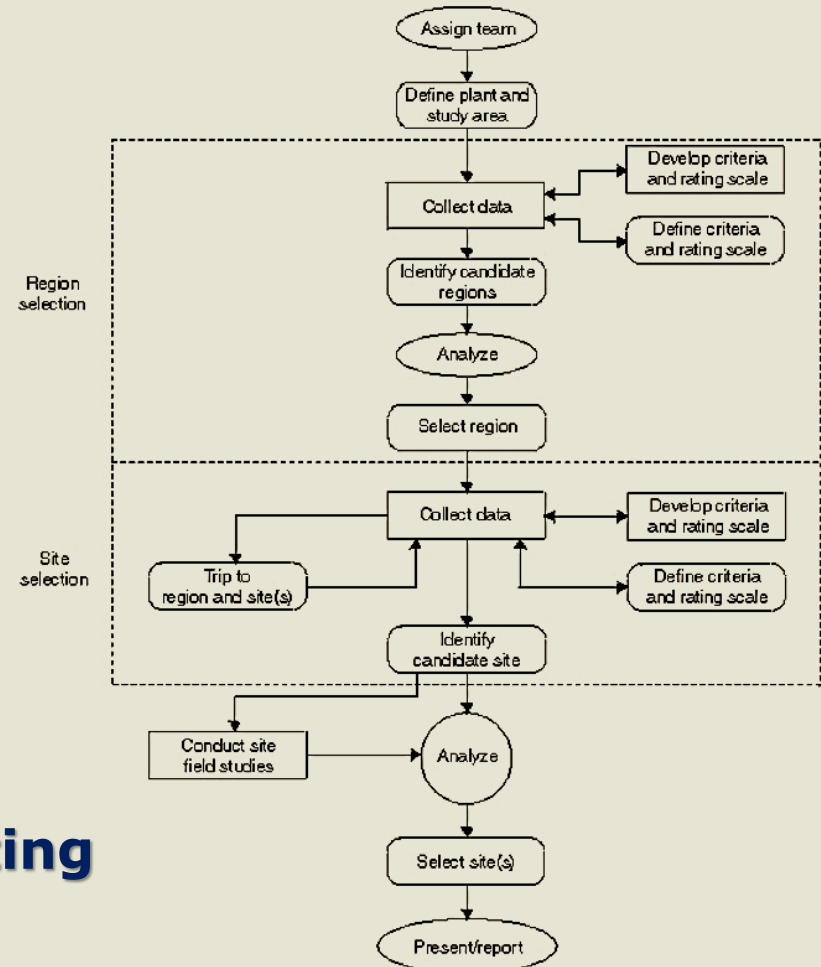 Assign team
Define plant and
study area
Develop criteria
and rating scale
Collect data
Define criteria
and rating scale
Region
selection
Identify candidate
regions
Analyze
Select region
Collect data
Develop criteria
and rating scale
Site
selection
Trip to
region and site(s)
Define criteria
and rating scale
Identify
candidate site
Conduct site
field studies
Analyze
Select site(s)
Present/report